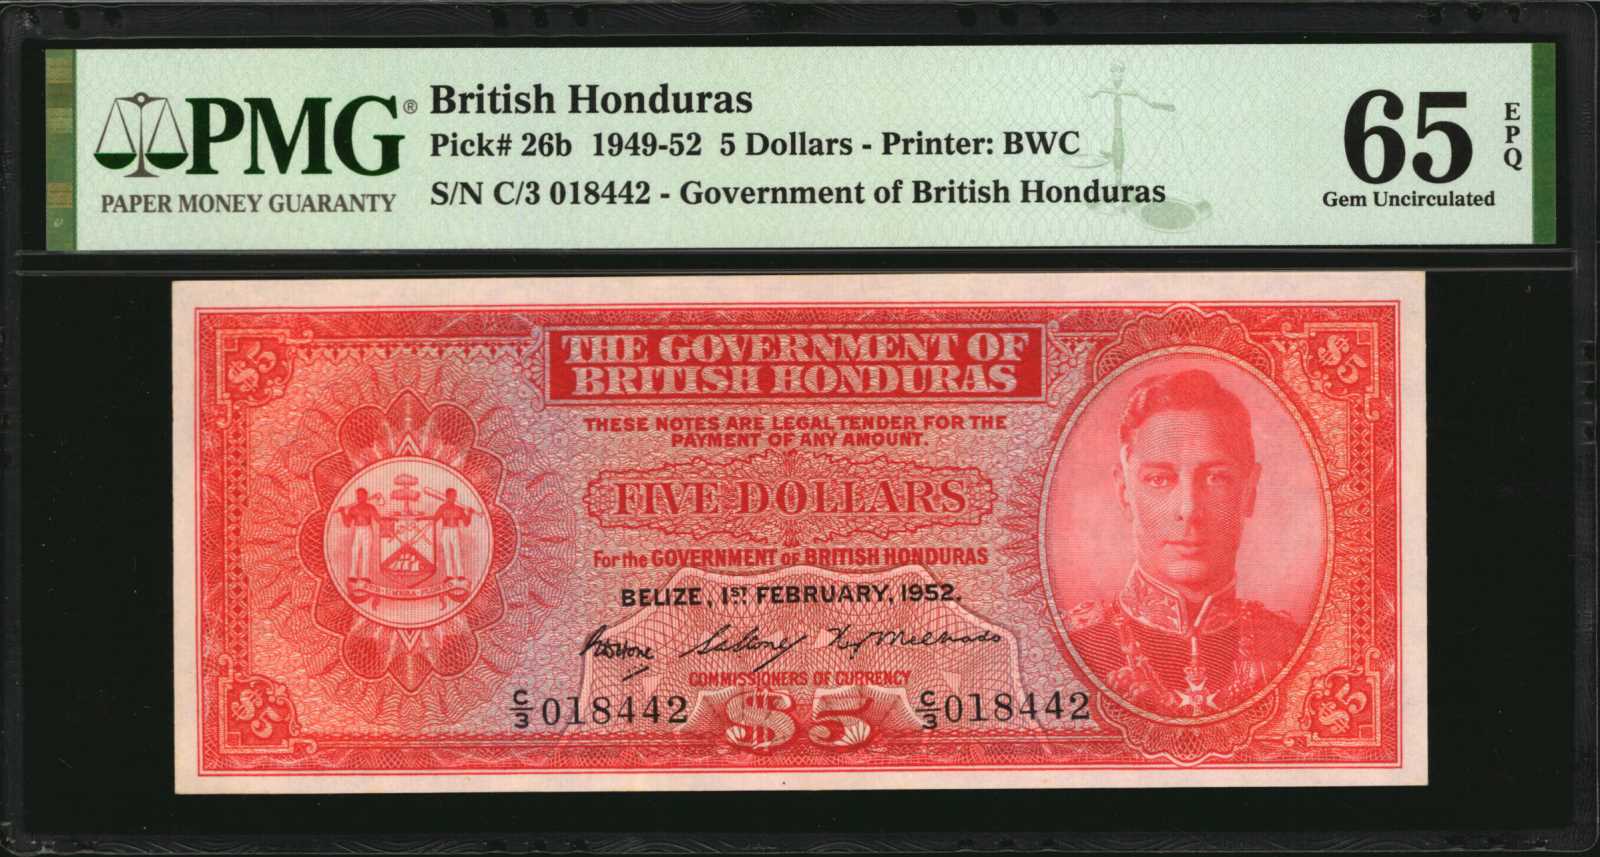 PMG®
PAPER MONEY GUARANTY
British Honduras
Pick# 26b 1949-52 5 Dollars - Printer: BWC
S/N C/3 018442 - Government of British Honduras
65
EPQ
Gem Uncirculated
$5
$5
THE GOVERNMENT OF
BRITISH HONDURAS
THESE NOTES ARE LEGAL TENDER FOR THE
PAYMENT OF ANY AMOUNT.
FIVE DOLLARS
For the GOVERNMENT OF BRITISH HONDURAS
BELIZE, 1ST. FEBRUARY, 1952.
COMMISSIONERS OF CURRENCY
C/3 018442
C/3 018442
$5
$5
$5